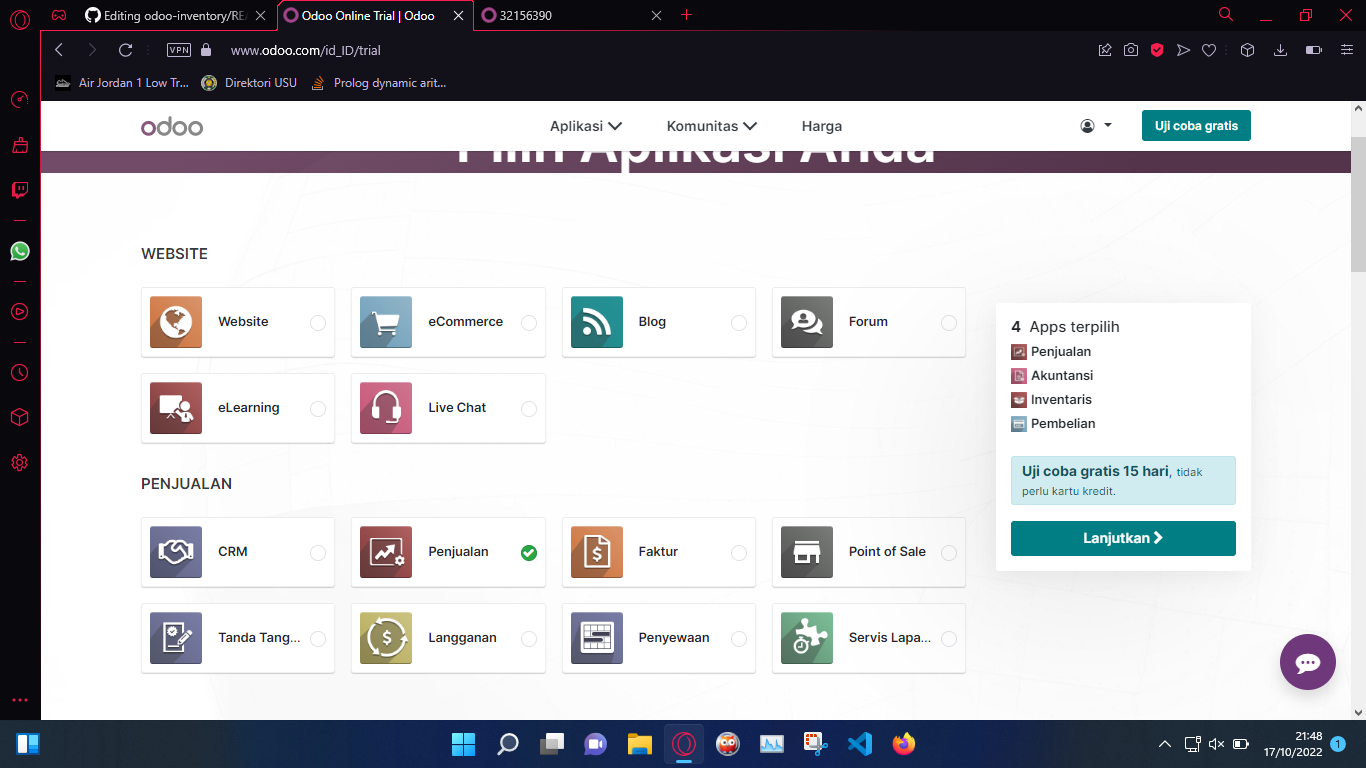 Editing odoo-inventory/REA
Odoo Online Trial | Odoo
32156390
VPN
www.odoo.com/id_ID/trial
Air Jordan 1 Low Tr...
Direktori USU
Prolog dynamic arit...
odoo
Aplikasi
Komunitas
Harga
Uji coba gratis
Pilih Aplikasi Anda
WEBSITE
Website
eCommerce
Blog
Forum
eLearning
Live Chat
4 Apps terpilih
Penjualan
Akuntansi
Inventaris
Pembelian
Uji coba gratis 15 hari, tidak
perlu kartu kredit.
Lanjutkan
PENJUALAN
CRM
Penjualan
Faktur
Point of Sale
Tanda Tang...
Langganan
Penyewaan
Servis Lapa...
21:48
17/10/2022
1